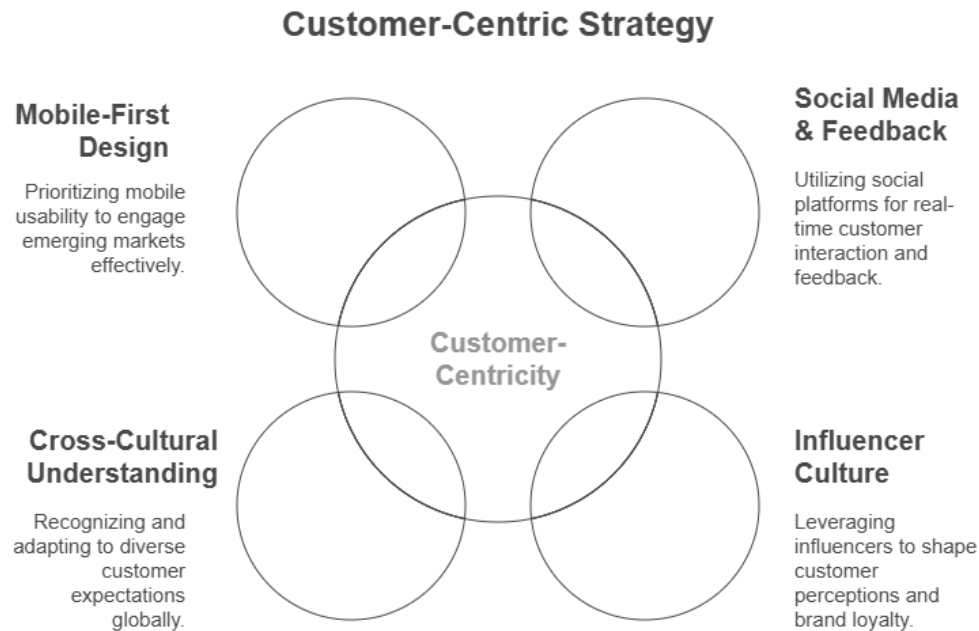 Customer-Centric Strategy
Mobile-First
Design
Prioritizing mobile
usability to engage
emerging markets
effectively.
Social Media
& Feedback
Utilizing social
platforms for real-
time customer
interaction and
feedback.
Customer-
Centricity
Cross-Cultural
Understanding
Recognizing and
adapting to diverse
customer
expectations
globally.
Influencer
Culture
Leveraging
influencers to shape
customer
perceptions and
brand loyalty.